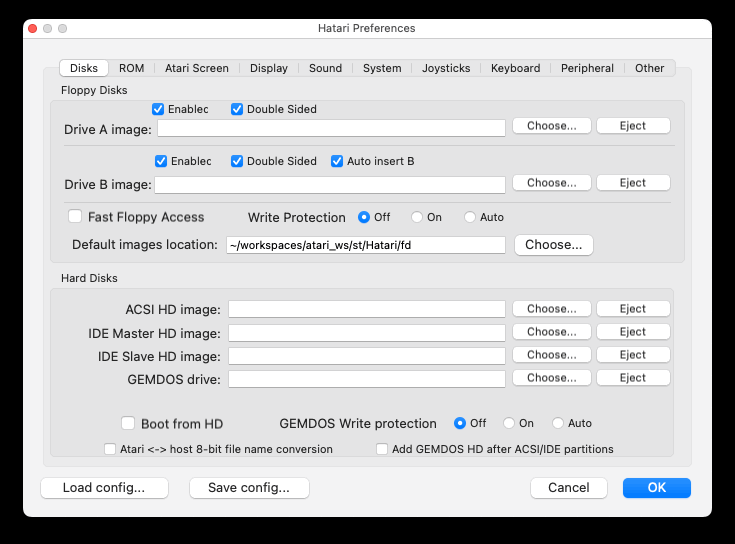 Hatari Preferences
Disks ROM Atari Screen Display Sound System Joysticks Keyboard Peripheral Other
Floppy Disks
Enablec Double Sided
Drive A image: Choose... Eject
Enablec Double Sided Auto insert B
Drive B image: Choose... Eject
Fast Floppy Access Write Protection Off On Auto
Default images location: ~/workspaces/atari_ws/st/Hatari/fd Choose...
Hard Disks
ACSI HD image: Choose... Eject
IDE Master HD image: Choose... Eject
IDE Slave HD image: Choose... Eject
GEMDOS drive: Choose... Eject
Boot from HD GEMDOS Write protection Off On Auto
Atari <-> host 8-bit file name conversion Add GEMDOS HD after ACSI/IDE partitions
Load config... Save config... Cancel OK